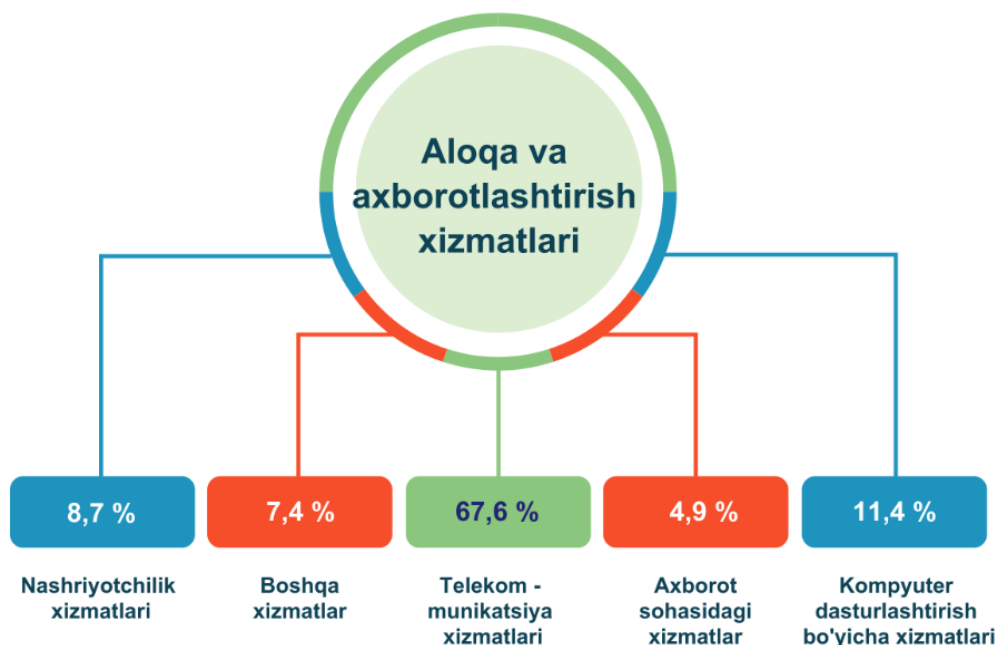 Aloqa va
axborotlashtirish
xizmatlari
8,7 %
7,4 %
67,6 %
4,9 %
11,4 %
Nashriyotchilik
xizmatlari
Boshqa
xizmatlar
Telekom -
munikatsiya
xizmatlari
Axborot
sohasidagi
xizmatlar
Kompyuter
dasturlashtirish
bo'yicha xizmatlari